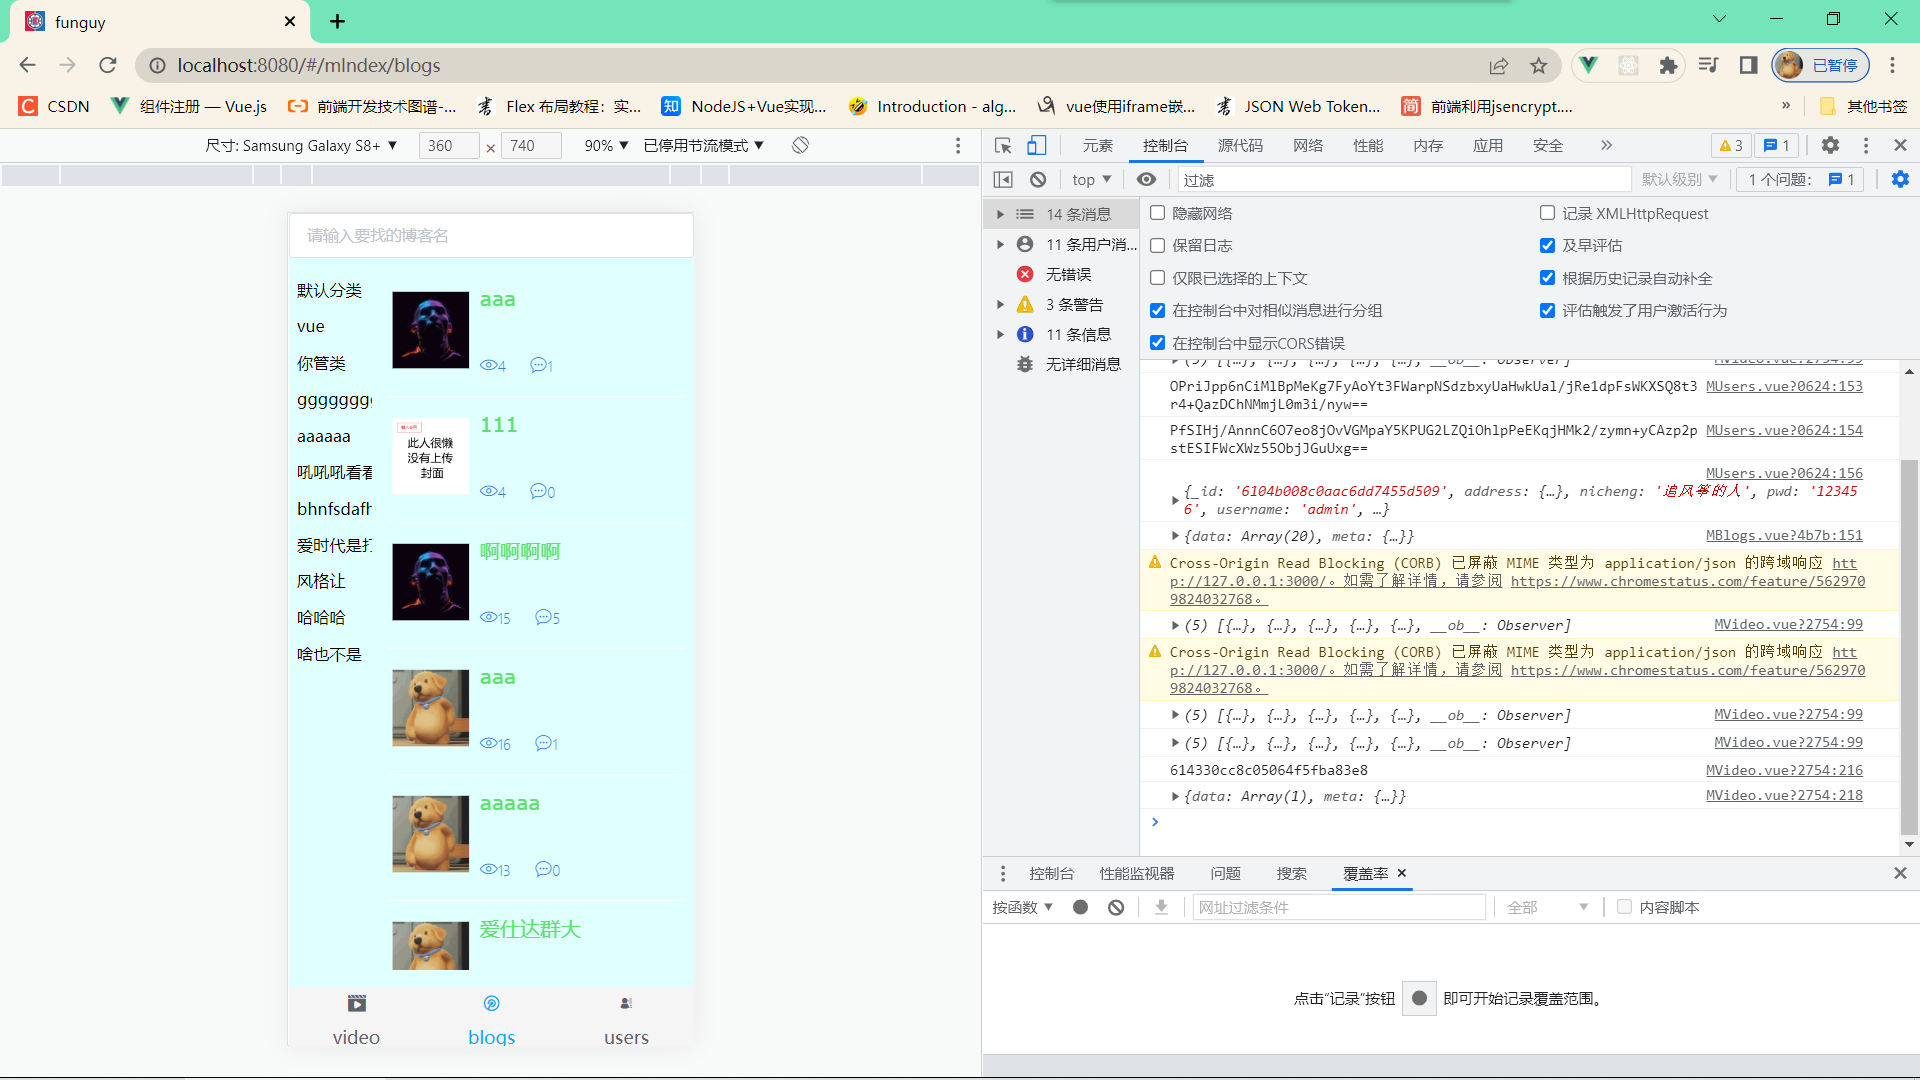 funguy
localhost:8080/#/mIndex/blogs
已暂停
CSDN
组件注册 — Vue.js
前端开发技术图谱-...
Flex 布局教程：实...
NodeJS+Vue实现...
Introduction - alg...
vue使用iframe嵌...
JSON Web Token...
前端利用jsencrypt....
»
其他书签
尺寸: Samsung Galaxy S8+
360
×
740
90%
已停用节流模式
请输入要找的博客名
默认分类
vue
你管类
aaaaaa
风格让
哈哈哈
啥也不是
aaa
4
1
此人很懒
没有上传
封面
111
4
0
啊啊啊啊
15
5
aaa
16
1
aaaaa
13
0
爱仕达群大
video
blogs
users
元素
控制台
源代码
网络
性能
内存
应用
安全
»
3
1
top
过滤
默认级别
1 个问题:
1
14 条消息
11 条用户消...
无错误
3 条警告
11 条信息
无详细消息
隐藏网络
记录 XMLHttpRequest
保留日志
及早评估
仅限已选择的上下文
根据历史记录自动补全
在控制台中对相似消息进行分组
评估触发了用户激活行为
在控制台中显示CORS错误
(5) [{…}, {…}, {…}, {…}, {…}, __ob__: Observer]
MVideo.vue?2754:99
OPriJpp6nCiMlBpMeKg7FyAoYt3FWarpNSdzbxyUaHwkUal/jRe1dpFsWKXSQ8t3
MUsers.vue?0624:153
r4+QazDChNMmjL0m3i/nyw==
PfSIHj/AnnnC6O7eo8jOvVGMpaY5KPUG2LZQiOhlpPeEKqjHMk2/zymn+yCAzp2p
MUsers.vue?0624:154
stESIFWcXWz55ObjJGuUxg==
MUsers.vue?0624:156
{_id: '6104b008c0aac6dd7455d509', address: {…}, nicheng: '追风筝的人', pwd: '12345
6', username: 'admin', …}
{data: Array(20), meta: {…}}
MBlogs.vue?4b7b:151
Cross-Origin Read Blocking (CORB) 已屏蔽 MIME 类型为 application/json 的跨域响应 htt
p://127.0.0.1:3000/。如需了解详情，请参阅 https://www.chromestatus.com/feature/562970
9824032768。
(5) [{…}, {…}, {…}, {…}, {…}, __ob__: Observer]
MVideo.vue?2754:99
Cross-Origin Read Blocking (CORB) 已屏蔽 MIME 类型为 application/json 的跨域响应 htt
p://127.0.0.1:3000/。如需了解详情，请参阅 https://www.chromestatus.com/feature/562970
9824032768。
(5) [{…}, {…}, {…}, {…}, {…}, __ob__: Observer]
MVideo.vue?2754:99
(5) [{…}, {…}, {…}, {…}, {…}, __ob__: Observer]
MVideo.vue?2754:99
614330cc8c05064f5fba83e8
MVideo.vue?2754:216
{data: Array(1), meta: {…}}
MVideo.vue?2754:218
控制台
性能监视器
问题
搜索
覆盖率
按函数
网址过滤条件
全部
内容脚本
点击“记录”按钮
即可开始记录覆盖范围。